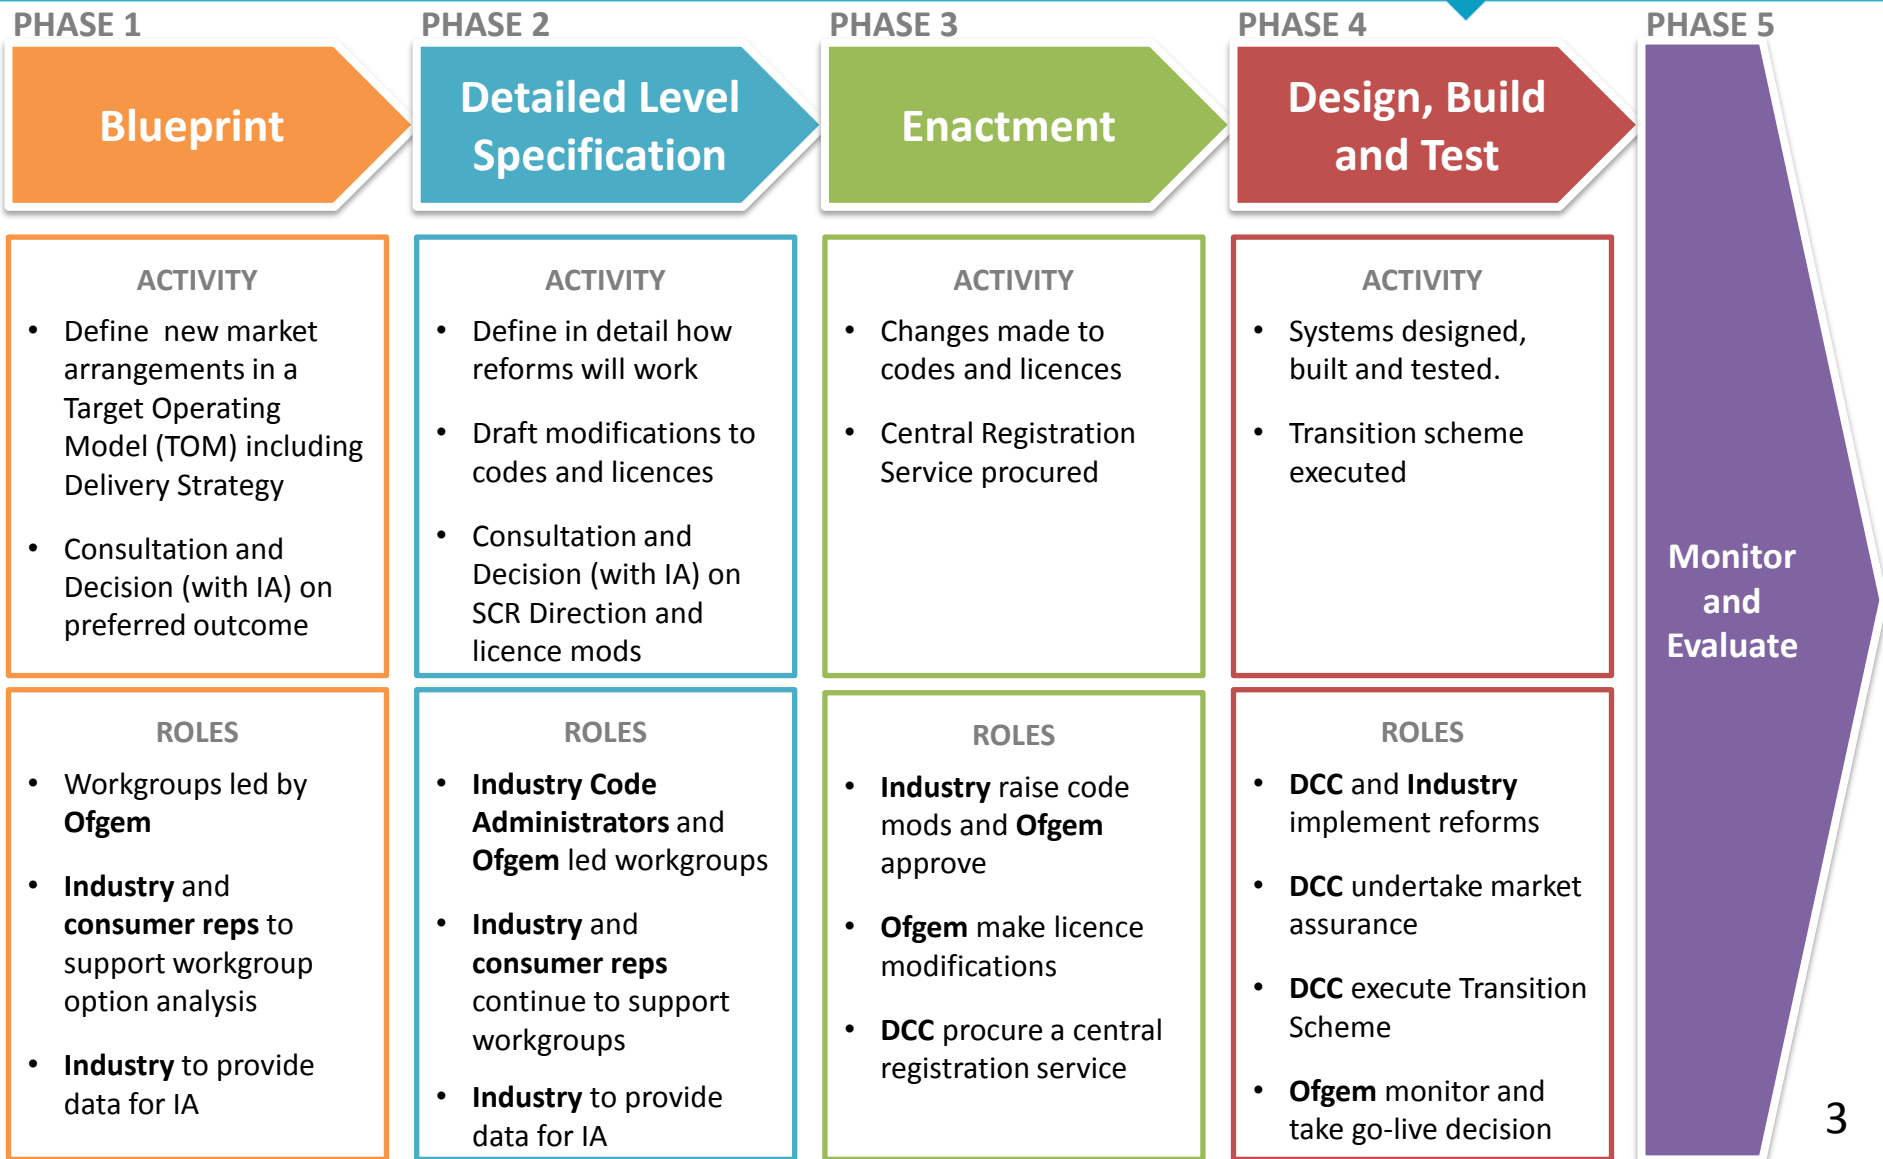 PHASE 1
Blueprint
ACTIVITY
• Define new market
arrangements in a
Target Operating
Model (TOM) including
Delivery Strategy
• Consultation and
Decision (with IA) on
preferred outcome
ROLES
• Workgroups led by
Ofgem
• Industry and
consumer reps to
support workgroup
option analysis
• Industry to provide
data for IA
PHASE 2
Detailed Level
Specification
ACTIVITY
• Define in detail how
reforms will work
• Draft modifications to
codes and licences
• Consultation and
Decision (with IA) on
SCR Direction and
licence mods
ROLES
• Industry Code
Administrators and
Ofgem led workgroups
• Industry and
consumer reps
continue to support
workgroups
• Industry to provide
data for IA
PHASE 3
Enactment
ACTIVITY
• Changes made to
codes and licences
• Central Registration
Service procured
ROLES
• Industry raise code
mods and Ofgem
approve
• Ofgem make licence
modifications
• DCC procure a central
registration service
PHASE 4
Design, Build
and Test
ACTIVITY
• Systems designed,
built and tested.
• Transition scheme
executed
ROLES
• DCC and Industry
implement reforms
• DCC undertake market
assurance
• DCC execute Transition
Scheme
• Ofgem monitor and
take go-live decision
PHASE 5
Monitor
and
Evaluate
3